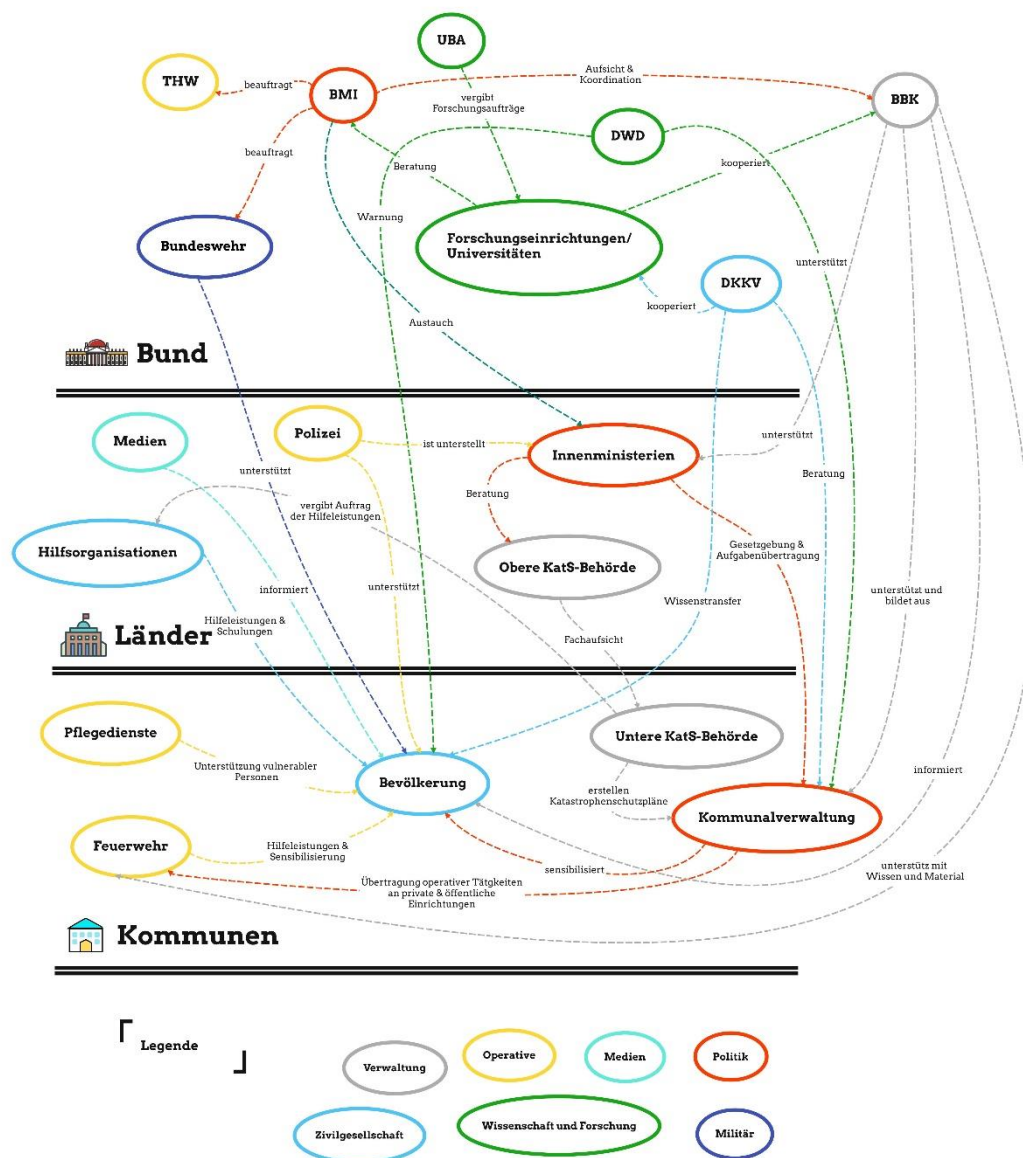 UBA
THW
BMI
BBK
DWD
beauftragt
Aufsicht &
Koordination
vergibt
Forschungsaufträge
beauftragt
Beratung
kooperiert
Warnung
Bundeswehr
Forschungseinrichtungen/
Universitäten
unterstützt
DKKV
kooperiert
Austauch
Bund
Medien
Polizei
ist unterstellt
Innenministerien
unterstützt
unterstützt
Beratung
Beratung
vergibt Auftrag
der Hilfeleistungen
Hilfsorganisationen
Gesetzgebung &
Aufgabenübertragung
Obere KatS-Behörde
informiert
unterstützt
Wissenstransfer
unterstützt und
bildet aus
Hilfeleistungen &
Schulungen
Länder
Fachaufsicht
Pflegedienste
Untere KatS-Behörde
Unterstützung vulnerabler
Personen
Bevölkerung
informiert
erstellen
Katastrophenschutzpläne
Kommunalverwaltung
Feuerwehr
Hilfeleistungen &
Sensibilisierung
sensibilisiert
unterstütz mit
Wissen und Material
Übertragung operativer Tätgkeiten
an private & öffentliche
Einrichtungen
Kommunen
Legende
Verwaltung
Operative
Medien
Politik
Zivilgesellschaft
Wissenschaft und Forschung
Militär